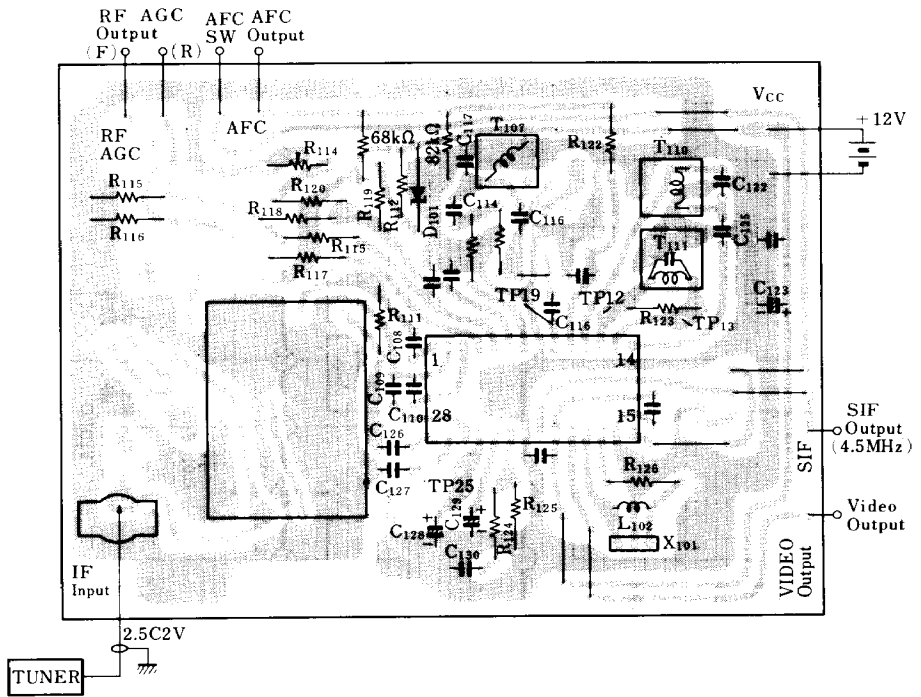 RF AGC
Output
(F)
(R)
AFC
SW
AFC
Output
RF
AGC
AFC
VCC
+12V
R115
R116
R114
R120
R118
R115
R117
68kΩ
R119
R112
82kΩ
D101
C117
T107
C114
C116
R122
T110
C122
T111
C125
C123
+
TP19
TP12
C116
R123
TP13
R111
C108
C109
C110
1
14
28
15
C126
C127
TP25
C128
+
C129
+
C130
R124
R125
R126
L102
X101
SIF
SIF
Output
(4.5MHz)
Video
Output
VIDEO
Output
IF
Input
2.5C2V
TUNER